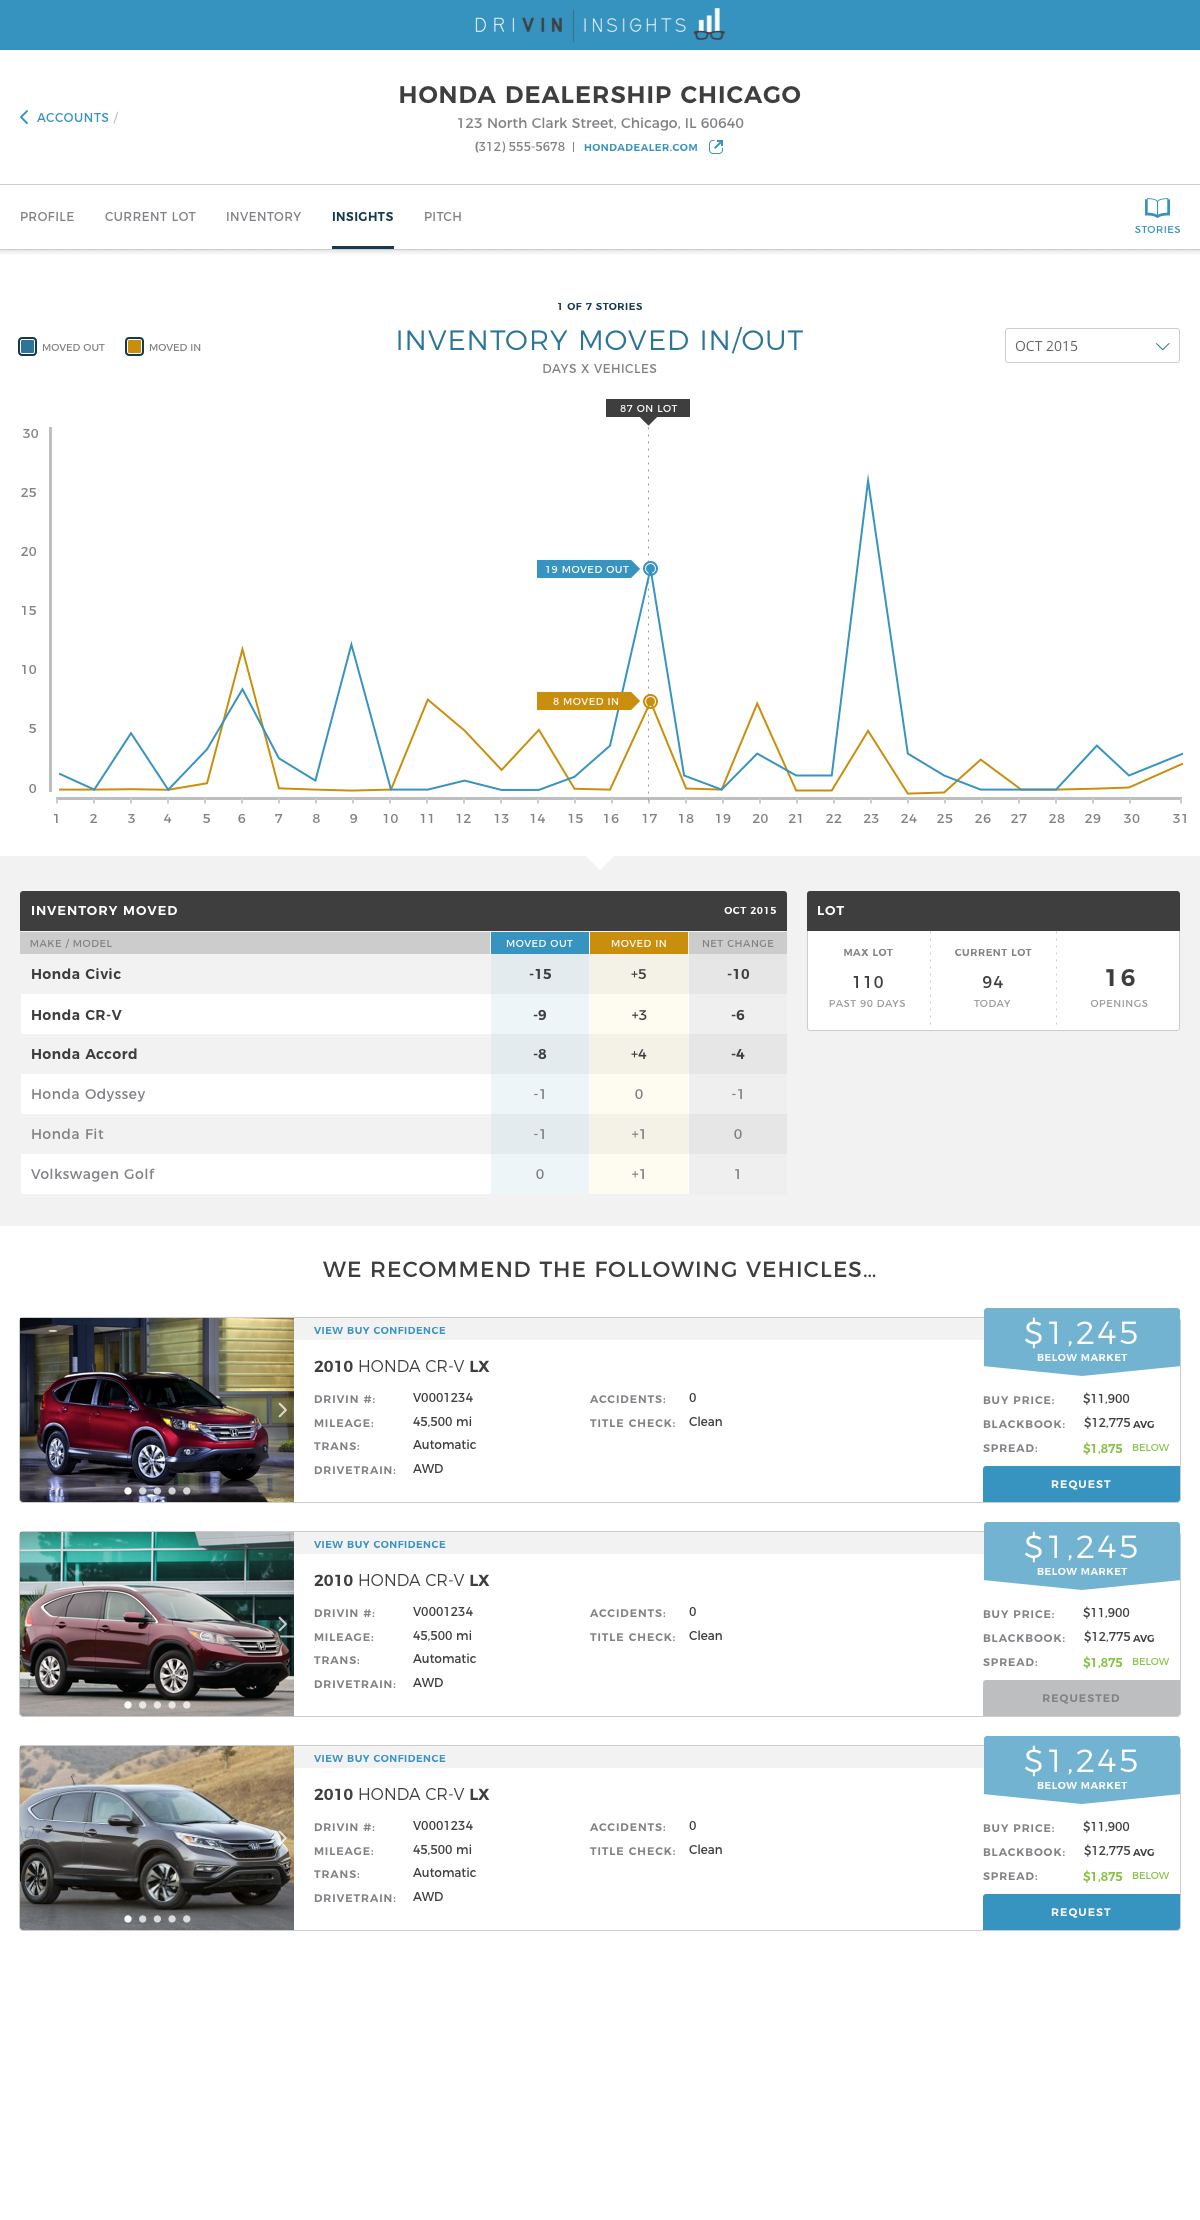 DRIVIN | INSIGHTS
ACCOUNTS /
HONDA DEALERSHIP CHICAGO
123 North Clark Street, Chicago, IL 60640
(312) 555-5678 | HONDADEALER.COM
PROFILE CURRENT LOT INVENTORY INSIGHTS PITCH
STORIES
1 OF 7 STORIES
MOVED OUT MOVED IN
INVENTORY MOVED IN/OUT
OCT 2015
DAYS X VEHICLES
87 ON LOT
30
25
20
19 MOVED OUT
15
10
8 MOVED IN
5
0
1 2 3 4 5 6 7 8 9 10 11 12 13 14 15 16 17 18 19 20 21 22 23 24 25 26 27 28 29 30 31
INVENTORY MOVED OCT 2015
MAKE / MODEL MOVED OUT MOVED IN NET CHANGE
Honda Civic -15 +5 -10
Honda CR-V -9 +3 -6
Honda Accord -8 +4 -4
Honda Odyssey -1 0 -1
Honda Fit -1 +1 0
Volkswagen Golf 0 +1 1
LOT
MAX LOT CURRENT LOT
110 94 16
PAST 90 DAYS TODAY OPENINGS
WE RECOMMEND THE FOLLOWING VEHICLES...
VIEW BUY CONFIDENCE
2010 HONDA CR-V LX
DRIVIN #: V0001234
MILEAGE: 45,500 mi
TRANS: Automatic
DRIVETRAIN: AWD
ACCIDENTS: 0
TITLE CHECK: Clean
$1,245
BELOW MARKET
BUY PRICE: $11,900
BLACKBOOK: $12,775 AVG
SPREAD: $1,875 BELOW
REQUEST
VIEW BUY CONFIDENCE
2010 HONDA CR-V LX
DRIVIN #: V0001234
MILEAGE: 45,500 mi
TRANS: Automatic
DRIVETRAIN: AWD
ACCIDENTS: 0
TITLE CHECK: Clean
$1,245
BELOW MARKET
BUY PRICE: $11,900
BLACKBOOK: $12,775 AVG
SPREAD: $1,875 BELOW
REQUESTED
VIEW BUY CONFIDENCE
2010 HONDA CR-V LX
DRIVIN #: V0001234
MILEAGE: 45,500 mi
TRANS: Automatic
DRIVETRAIN: AWD
ACCIDENTS: 0
TITLE CHECK: Clean
$1,245
BELOW MARKET
BUY PRICE: $11,900
BLACKBOOK: $12,775 AVG
SPREAD: $1,875 BELOW
REQUEST